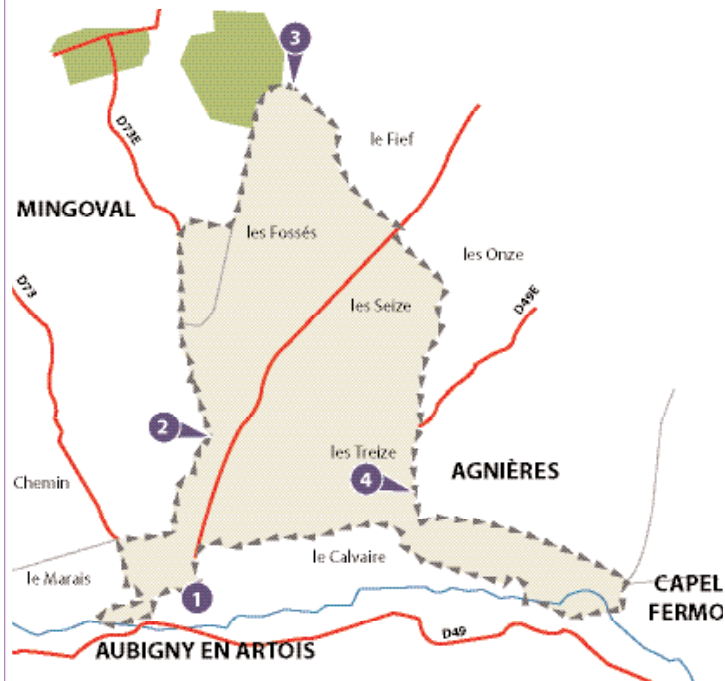 3
le Fief
D73E
MINGOVAL
les Fossés
les Onze
D73
les Seize
D49E
2
les Treize
AGNIÈRES
4
Chemin
le Calvaire
le Marais
CAPEL
FERMO
1
D49
AUBIGNY EN ARTOIS